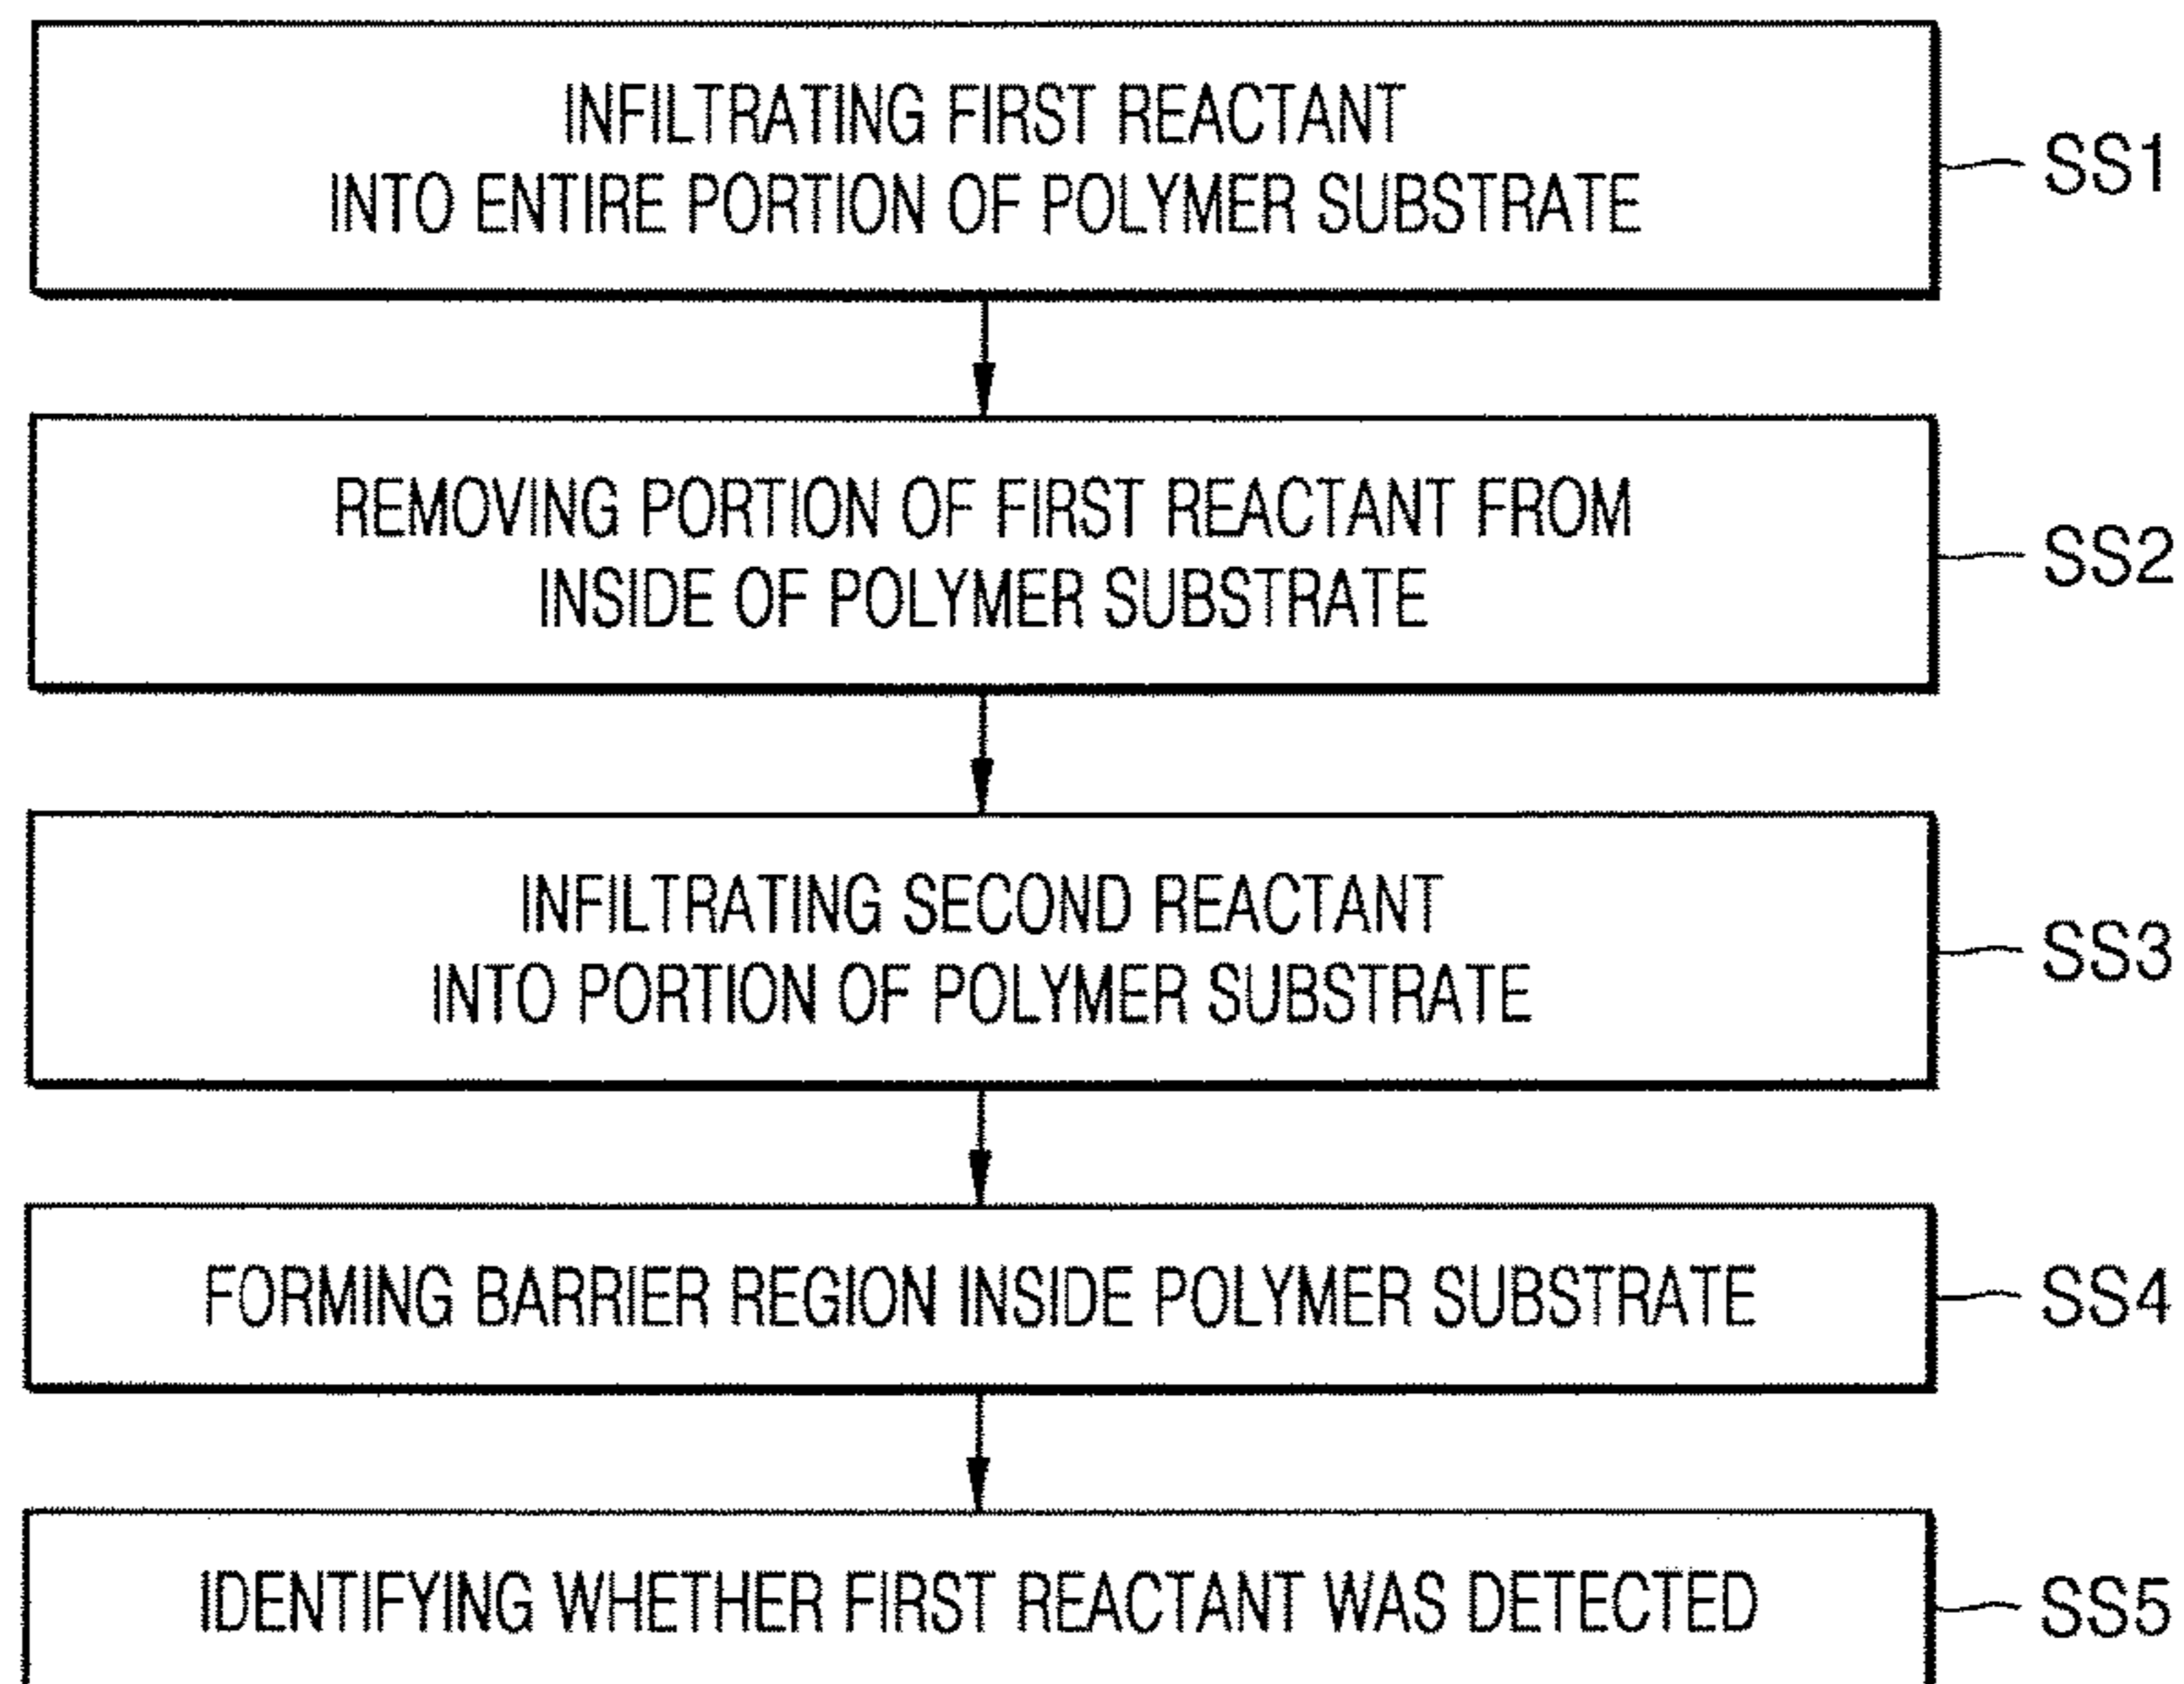 INFILTRATING FIRST REACTANT
INTO ENTIRE PORTION OF POLYMER SUBSTRATE
SS1
REMOVING PORTION OF FIRST REACTANT FROM
INSIDE OF POLYMER SUBSTRATE
SS2
INFILTRATING SECOND REACTANT
INTO PORTION OF POLYMER SUBSTRATE
SS3
FORMING BARRIER REGION INSIDE POLYMER SUBSTRATE
SS4
IDENTIFYING WHETHER FIRST REACTANT WAS DETECTED
SS5